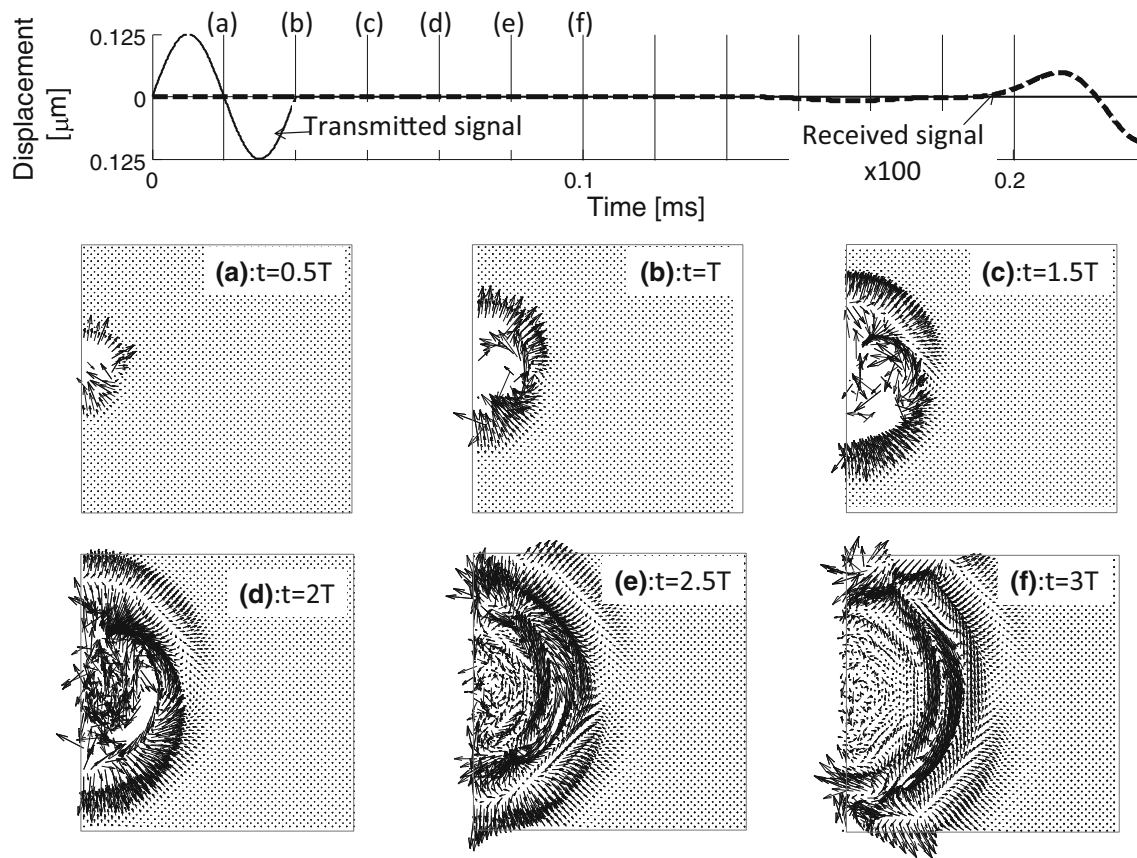 (a) (b) (c) (d) (e) (f)
Displacement
[μm]
0.125
0
0.125
Transmitted signal
Received signal
x100
0 0.1 0.2
Time [ms]
(a):t=0.5T
(b):t=T
(c):t=1.5T
(d):t=2T
(e):t=2.5T
(f):t=3T